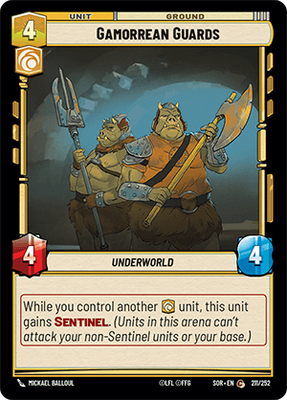 4
UNIT
GROUND
GAMORREAN GUARDS
4
4
UNDERWORLD
While you control another unit, this unit
gains SENTINEL. (Units in this arena can't
attack your non-Sentinel units or your base.)
MICKAEL BALLOUL
©LFL ©FFG
SOR • EN C 211/252